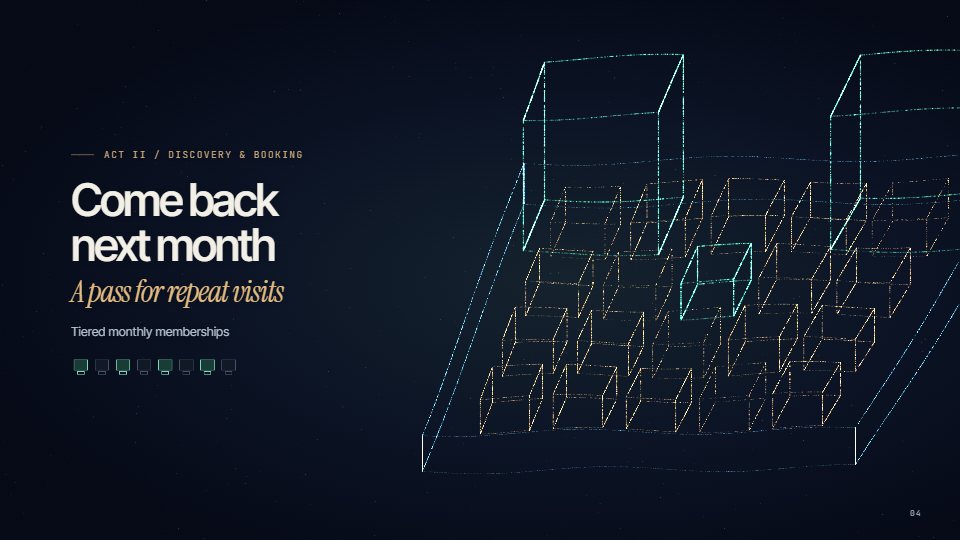 ACT II / DISCOVERY & BOOKING
Come back
next month
A pass for repeat visits
Tiered monthly memberships
04